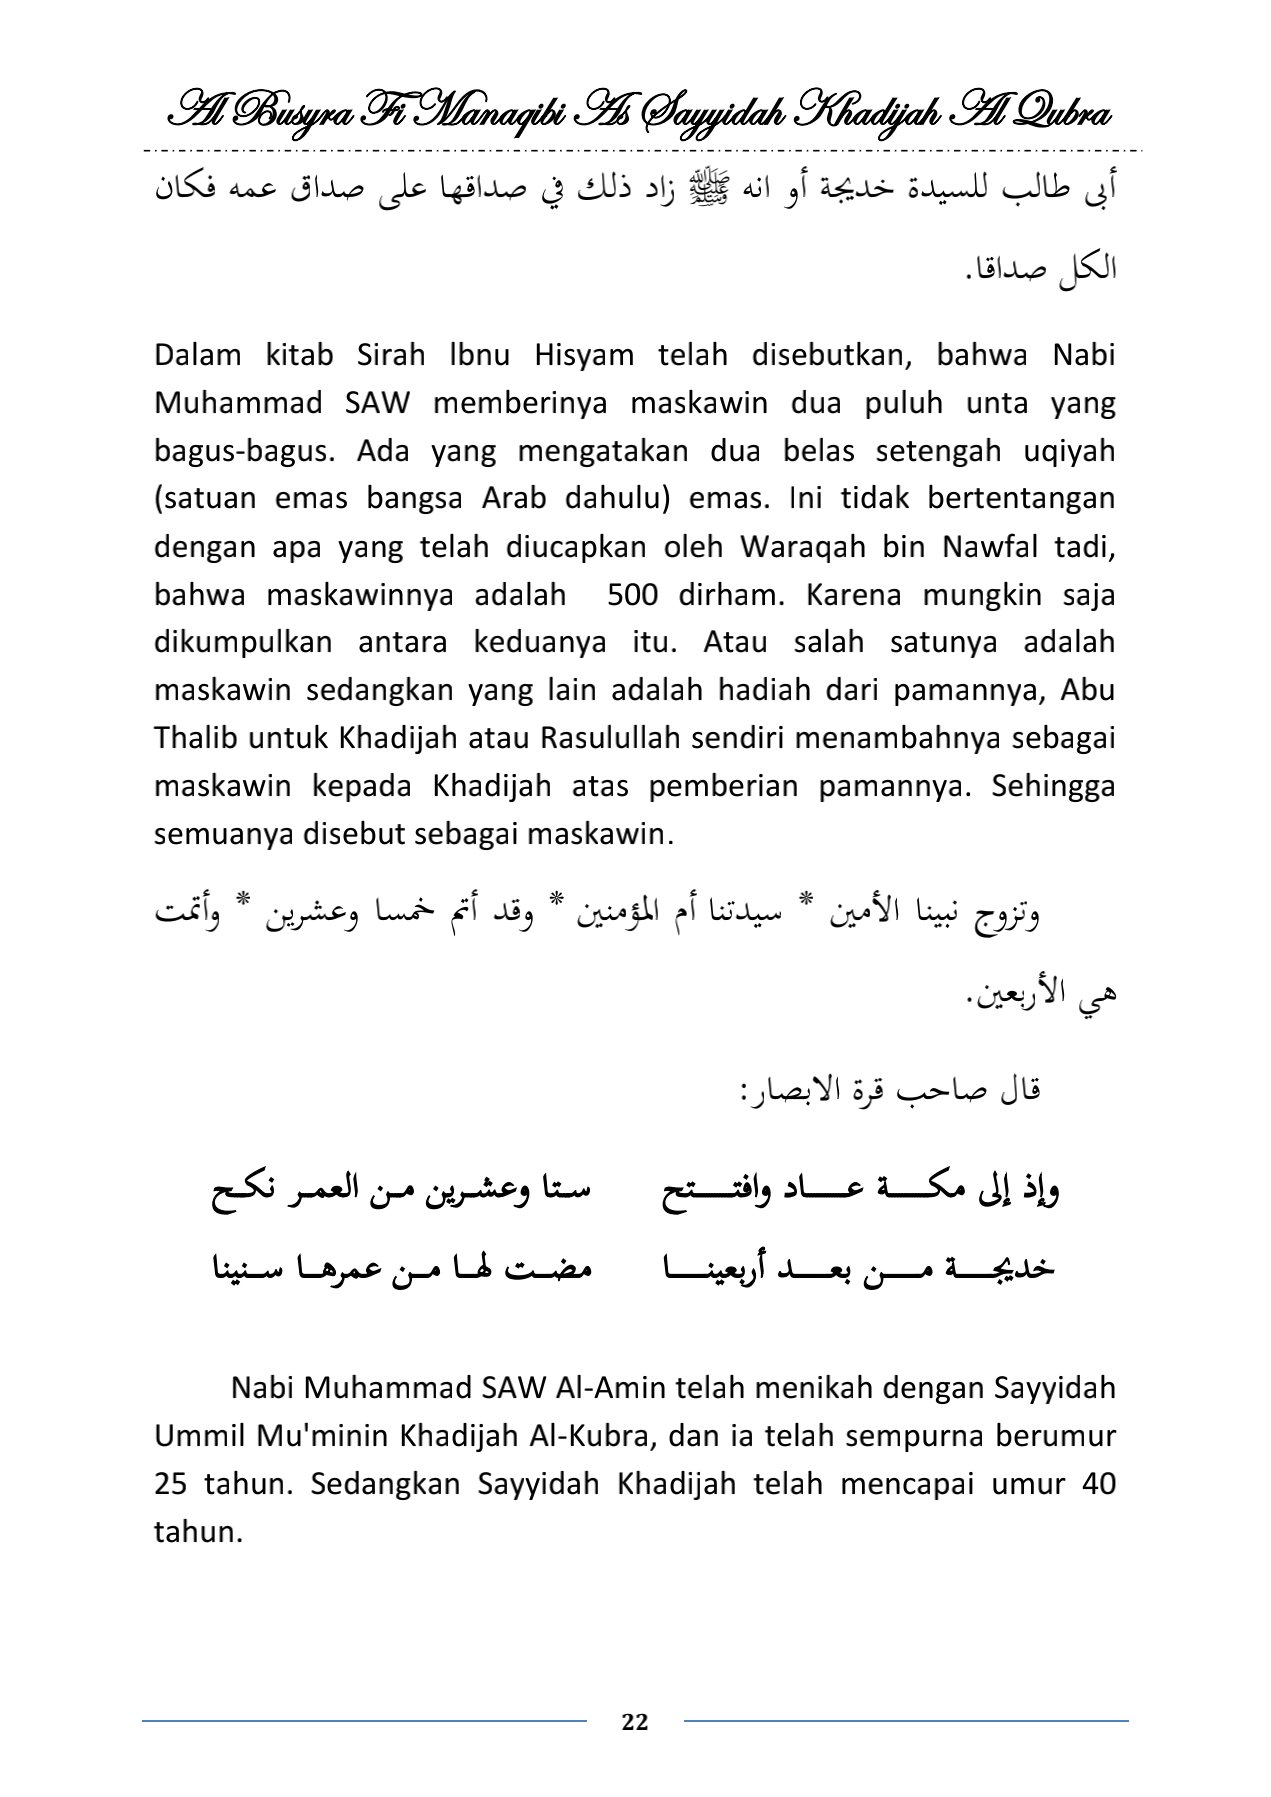 Al Busyra Fi Manaqibi As Sayyidah Khadijah Al Qubra
أبى طالب للسيدة خديجة أو انه ﷺ زاد ذلك في صداقها على صداق عمه فكان
الكل صداقا.
Dalam kitab Sirah Ibnu Hisyam telah disebutkan, bahwa Nabi
Muhammad SAW memberinya maskawin dua puluh unta yang
bagus-bagus. Ada yang mengatakan dua belas setengah uqiyah
(satuan emas bangsa Arab dahulu) emas. Ini tidak bertentangan
dengan apa yang telah diucapkan oleh Waraqah bin Nawfal tadi,
bahwa maskawinnya adalah 500 dirham. Karena mungkin saja
dikumpulkan antara keduanya itu. Atau salah satunya adalah
maskawin sedangkan yang lain adalah hadiah dari pamannya, Abu
Thalib untuk Khadijah atau Rasulullah sendiri menambahnya sebagai
maskawin kepada Khadijah atas pemberian pamannya. Sehingga
semuanya disebut sebagai maskawin.
وتزوج نبينا الأمين * سيدتنا أم المؤمنين * وقد أتم خمسا وعشرين * وأتمت
هي الأربعين.
قال صاحب قرة الابصار:
وإذ إلى مكـــة عـــاد وافتـــتح ستا وعشرين من العمر نكح
خديجـــة مـــن بعـــد أربعينـــا مضت لها من عمرها سنينا
Nabi Muhammad SAW Al-Amin telah menikah dengan Sayyidah
Ummil Mu'minin Khadijah Al-Kubra, dan ia telah sempurna berumur
25 tahun. Sedangkan Sayyidah Khadijah telah mencapai umur 40
tahun.
22